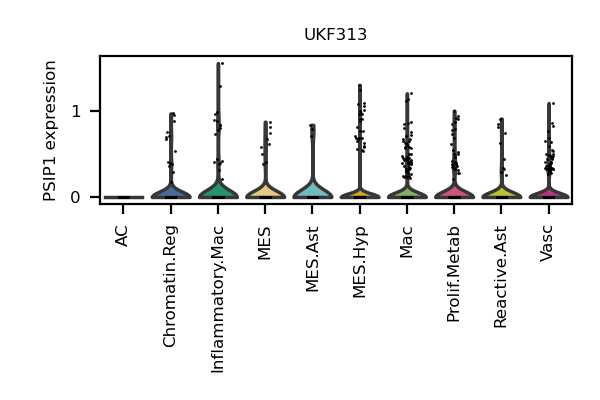 UKF313
PSIP1 expression
1
0
AC
Chromatin.Reg
Inflammatory.Mac
MES
MES.Ast
MES.Hyp
Mac
Prolif.Metab
Reactive.Ast
Vasc